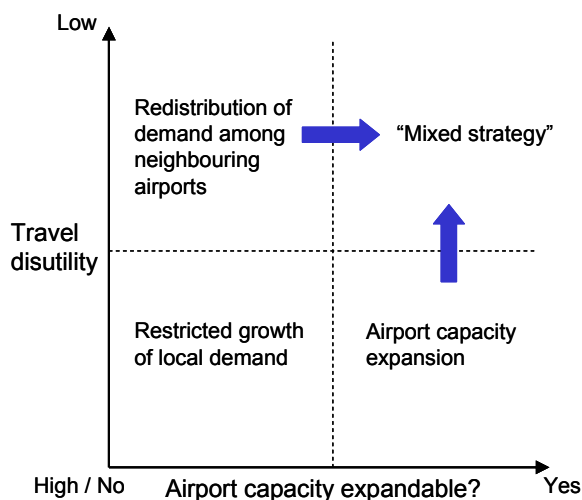 Low
Redistribution of
demand among
neighbouring
airports
“Mixed strategy”
Travel
disutility
Restricted growth
of local demand
Airport capacity
expansion
High / No
Airport capacity expandable?
Yes